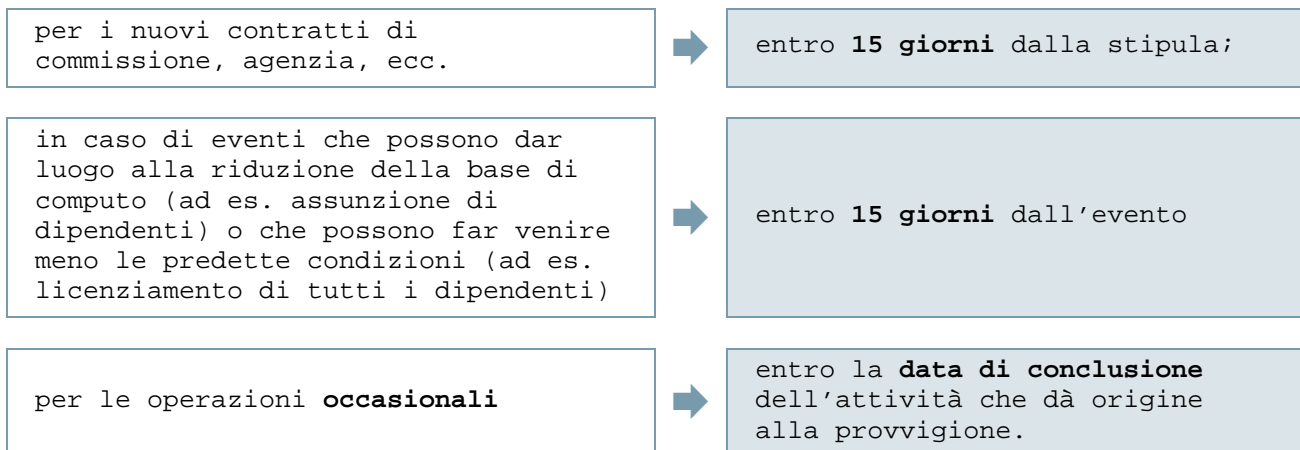 per i nuovi contratti di
commissione, agenzia, ecc.
entro 15 giorni dalla stipula;
in caso di eventi che possono dar
luogo alla riduzione della base di
computo (ad es. assunzione di
dipendenti) o che possono far venire
meno le predette condizioni (ad es.
licenziamento di tutti i dipendenti)
entro 15 giorni dall'evento
per le operazioni occasionali
entro la data di conclusione
dell'attività che dà origine
alla provvigione.